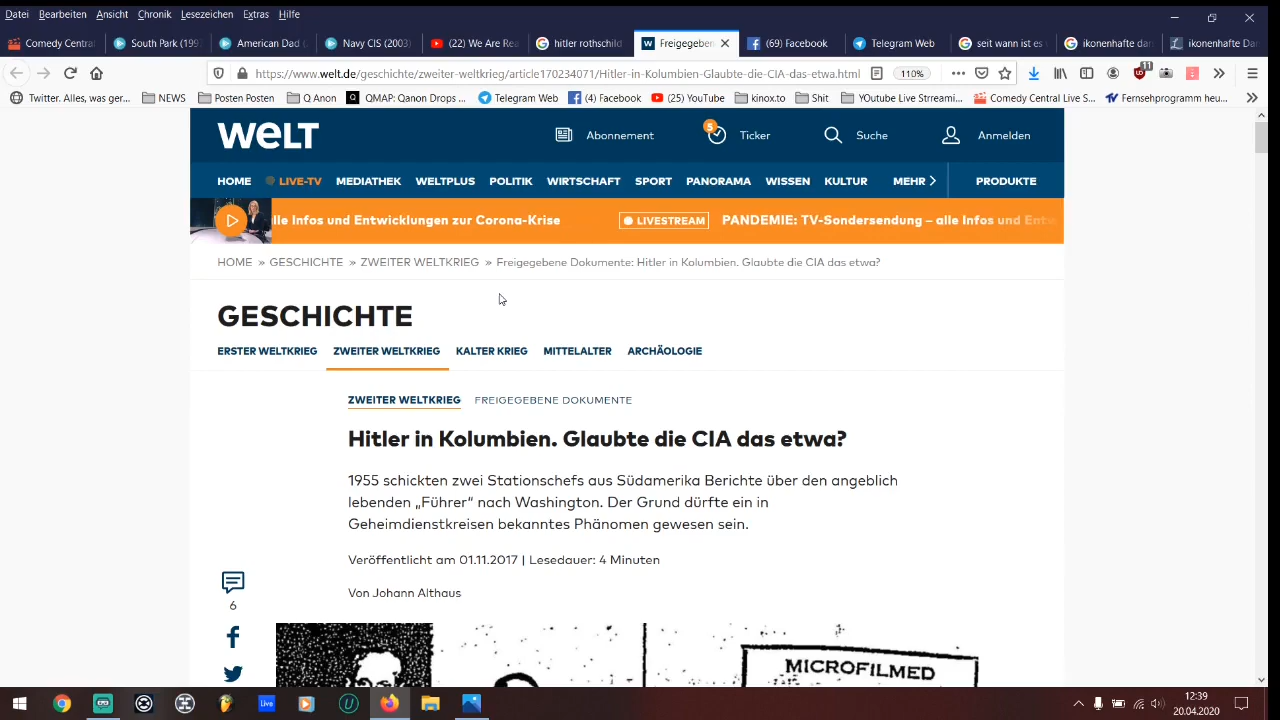 Datei Bearbeiten Ansicht Chronik Lesezeichen Extras Hilfe
Comedy Central South Park (199 American Dad ( Navy CIS (2003 (22) We Are Re hitler rothschild Freigegeben (69) Facebook Telegram Web seit wann ist es ikonenhafte dar ikonenhafte Dar
https://www.welt.de/geschichte/zweiter-weltkrieg/article170234071/Hitler-in-Kolumbien-Glaubte-die-CIA-das-etwa.html 110% 11
Twitter. Alles, was ger... NEWS Posten Posten Q Anon QMAP: Qanon Drops ... Telegram Web (4) Facebook (25) YouTube kinox.to Shit YOutube Live Strreami... Comedy Central Live S... Fernsehprogramm heu...
WELT
Abonnement 5 Ticker Suche Anmelden
HOME LIVE-TV MEDIATHEK WELTPLUS POLITIK WIRTSCHAFT SPORT PANORAMA WISSEN KULTUR MEHR PRODUKTE
lle Infos und Entwicklungen zur Corona-Krise LIVESTREAM PANDEMIE: TV-Sondersendung – alle Infos und Entw
HOME » GESCHICHTE » ZWEITER WELTKRIEG » Freigegebene Dokumente: Hitler in Kolumbien. Glaubte die CIA das etwa?
GESCHICHTE
ERSTER WELTKRIEG ZWEITER WELTKRIEG KALTER KRIEG MITTELALTER ARCHÄOLOGIE
ZWEITER WELTKRIEG FREIGEGEBENE DOKUMENTE
Hitler in Kolumbien. Glaubte die CIA das etwa?
1955 schickten zwei Stationschefs aus Südamerika Berichte über den angeblich
lebenden „Führer“ nach Washington. Der Grund dürfte ein in
Geheimdienstkreisen bekanntes Phänomen gewesen sein.
Veröffentlicht am 01.11.2017 | Lesedauer: 4 Minuten
Von Johann Althaus
6
MICROFILMED
Live
12:39
20.04.2020